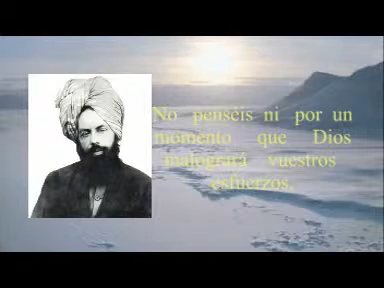 No penséis ni por un
momento que Dios
malogrará vuestros
esfuerzos.